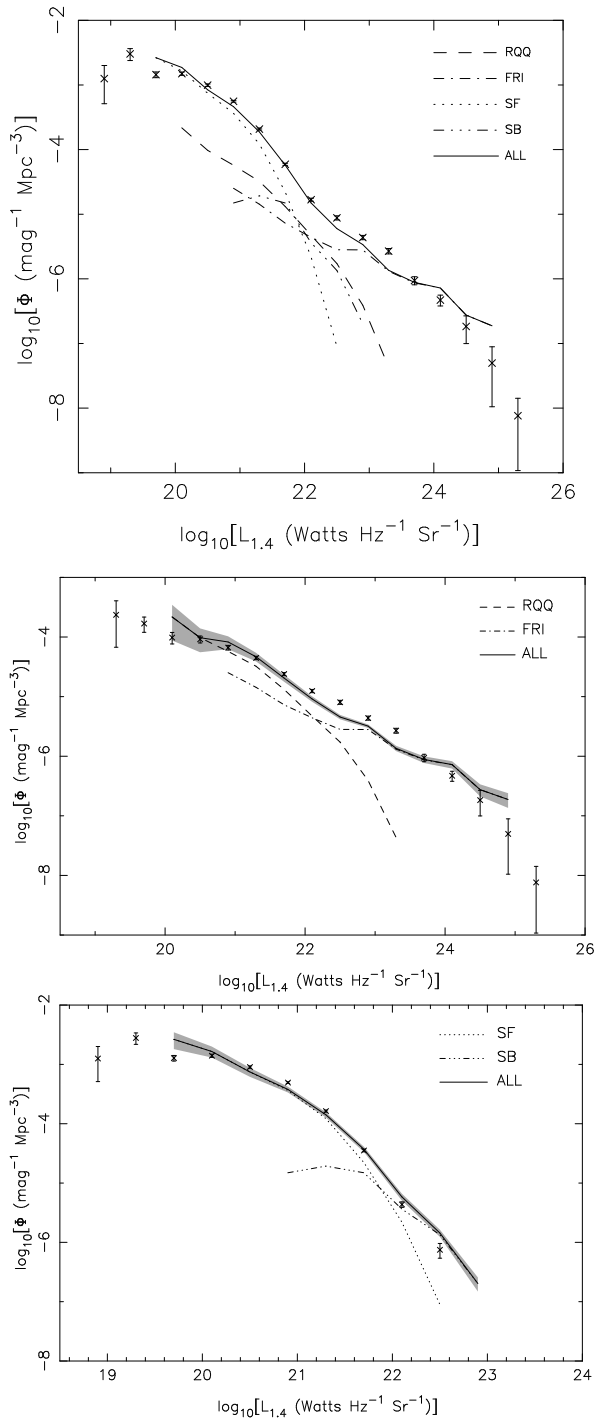 RQQ
FRI
SF
SB
ALL
−2
−4
−6
−8
log10[Φ (mag−1 Mpc−3)]
20 22 24 26
log10[L1.4 (Watts Hz−1 Sr−1)]
RQQ
FRI
ALL
−4
−6
−8
log10[Φ (mag−1 Mpc−3)]
20 22 24 26
log10[L1.4 (Watts Hz−1 Sr−1)]
SF
SB
ALL
−2
−4
−6
−8
log10[Φ (mag−1 Mpc−3)]
19 20 21 22 23 24
log10[L1.4 (Watts Hz−1 Sr−1)]